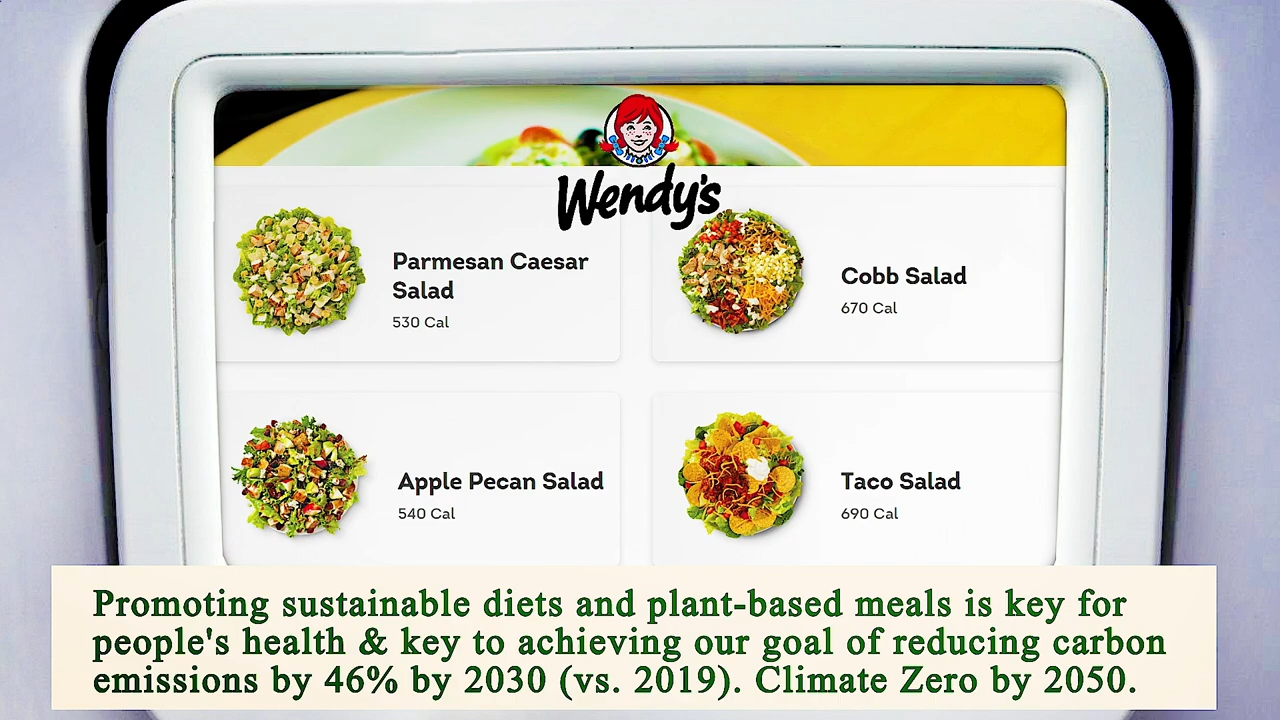 Wendy's
Parmesan Caesar
Salad
530 Cal
Cobb Salad
670 Cal
Apple Pecan Salad
540 Cal
Taco Salad
690 Cal
Promoting sustainable diets and plant-based meals is key for
people's health & key to achieving our goal of reducing carbon
emissions by 46% by 2030 (vs. 2019). Climate Zero by 2050.